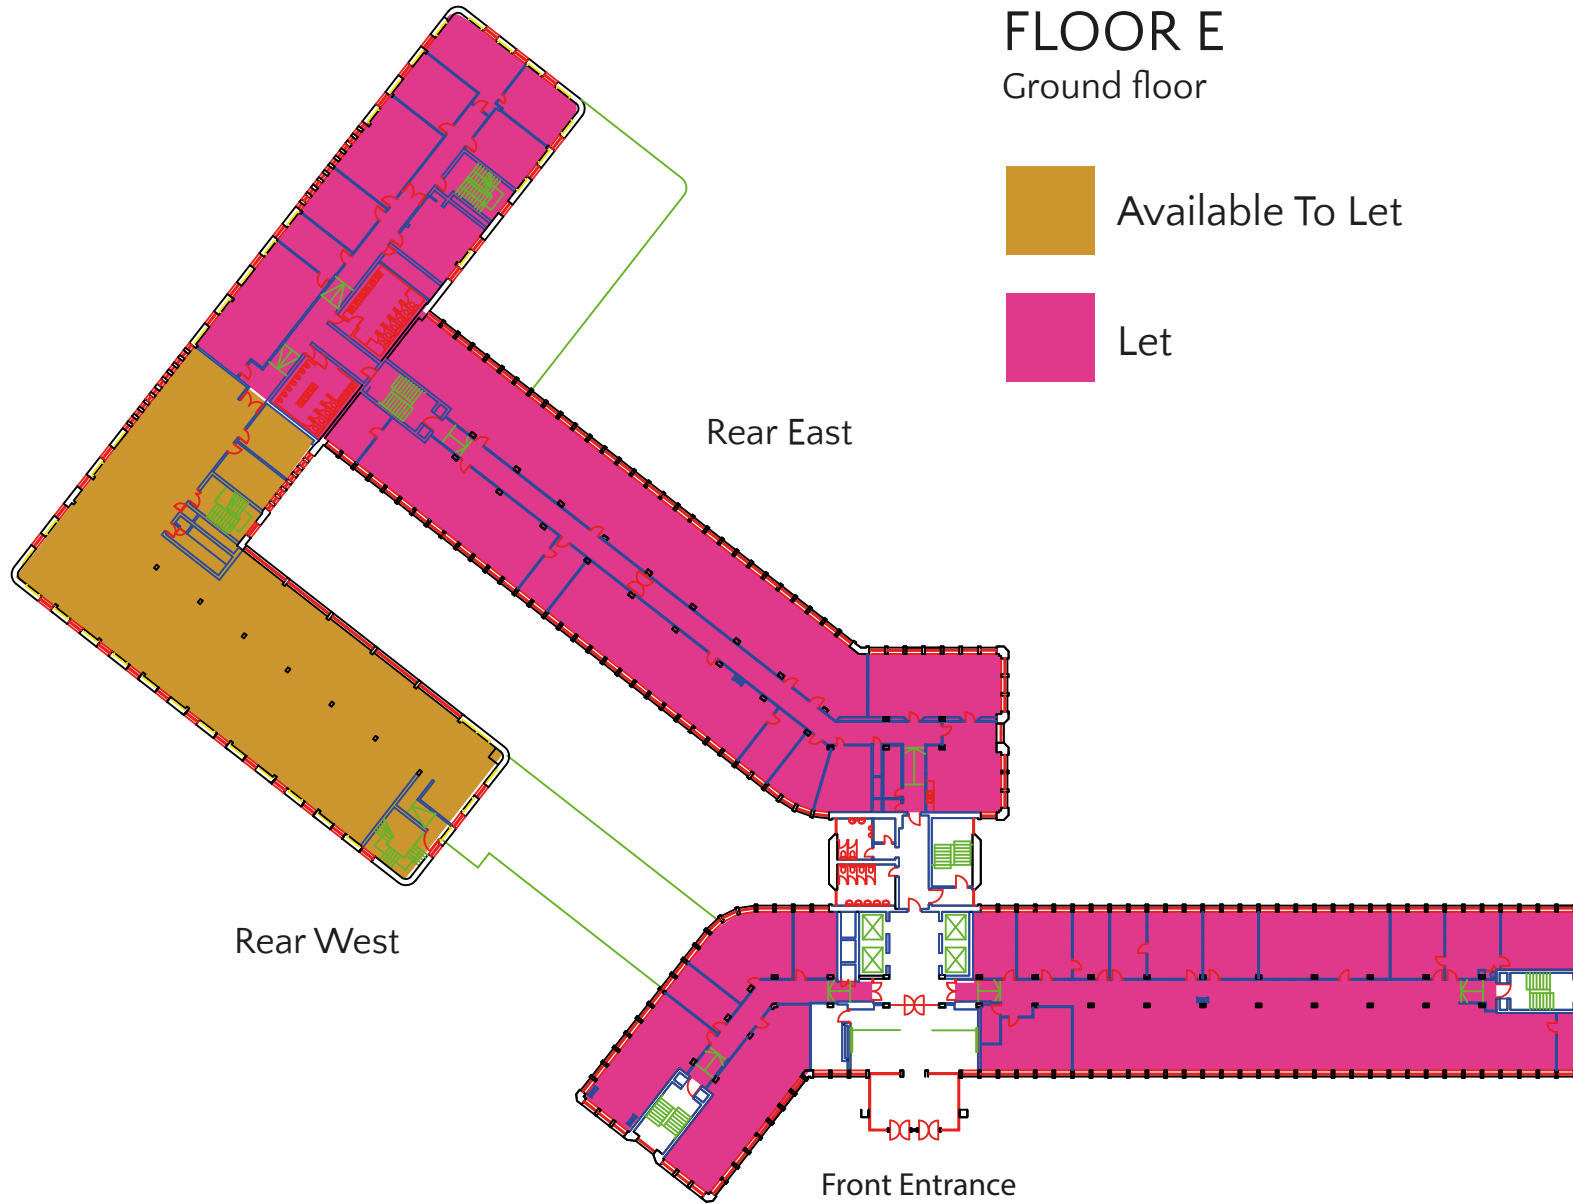 FLOOR E
Ground floor
Available To Let
Let
Rear East
Rear West
Front Entrance